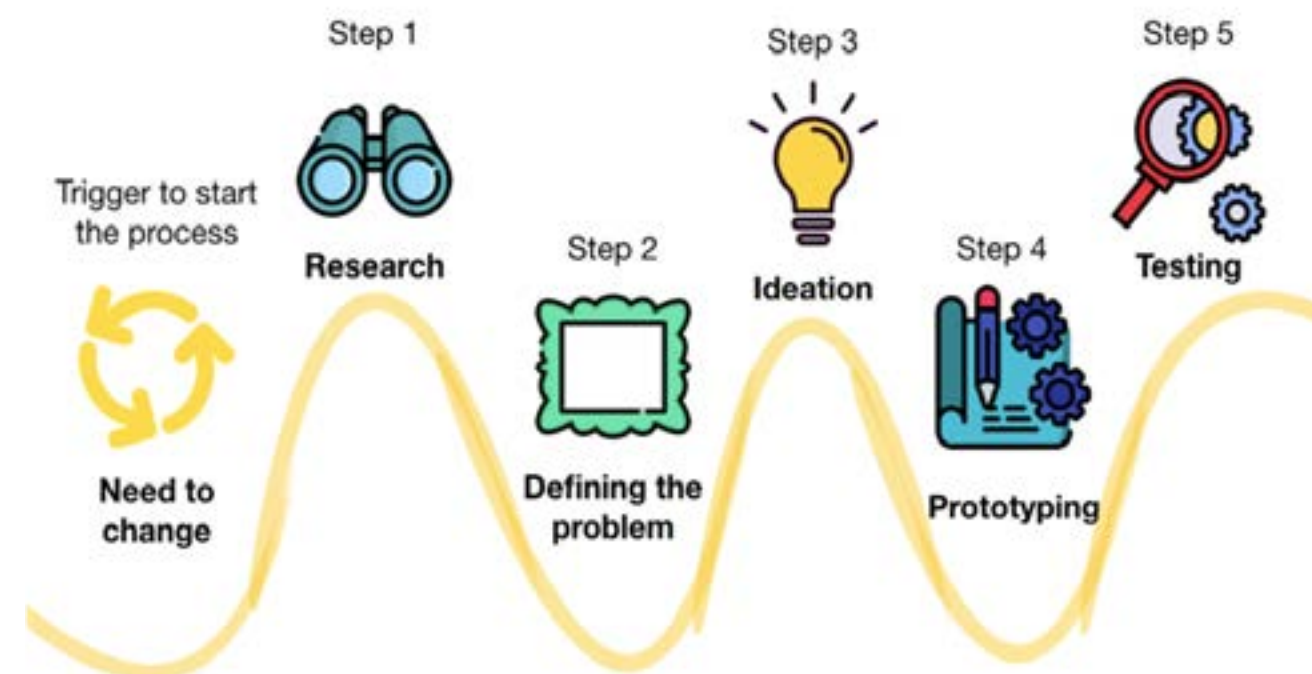 Trigger to start
the process
Need to
change
Step 1
Research
Step 2
Defining the
problem
Step 3
Ideation
Step 4
Prototyping
Step 5
Testing